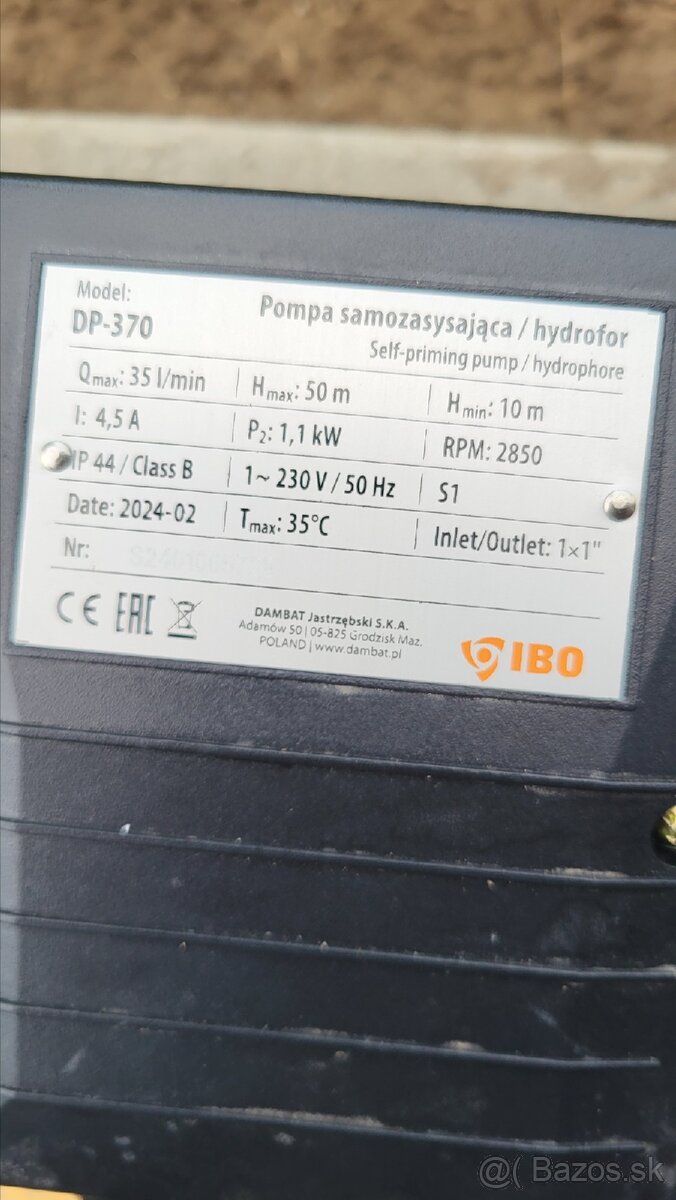 Model:
DP-370
Pompa samozasysająca / hydrofor
Self-priming pump / hydrophore
Qmax: 35 l/min | Hmax: 50 m | Hmin: 10 m
I: 4,5 A | P2: 1,1 kW | RPM: 2850
IP 44 / Class B | 1~ 230 V / 50 Hz | S1
Date: 2024-02 | Tmax: 35°C | Inlet/Outlet: 1×1"
Nr:
CE EAC
DAMBAT Jastrzębski S.K.A.
Adamów 50 | 05-825 Grodzisk Maz.
POLAND | www.dambat.pl
IBO
@( Bazos.sk